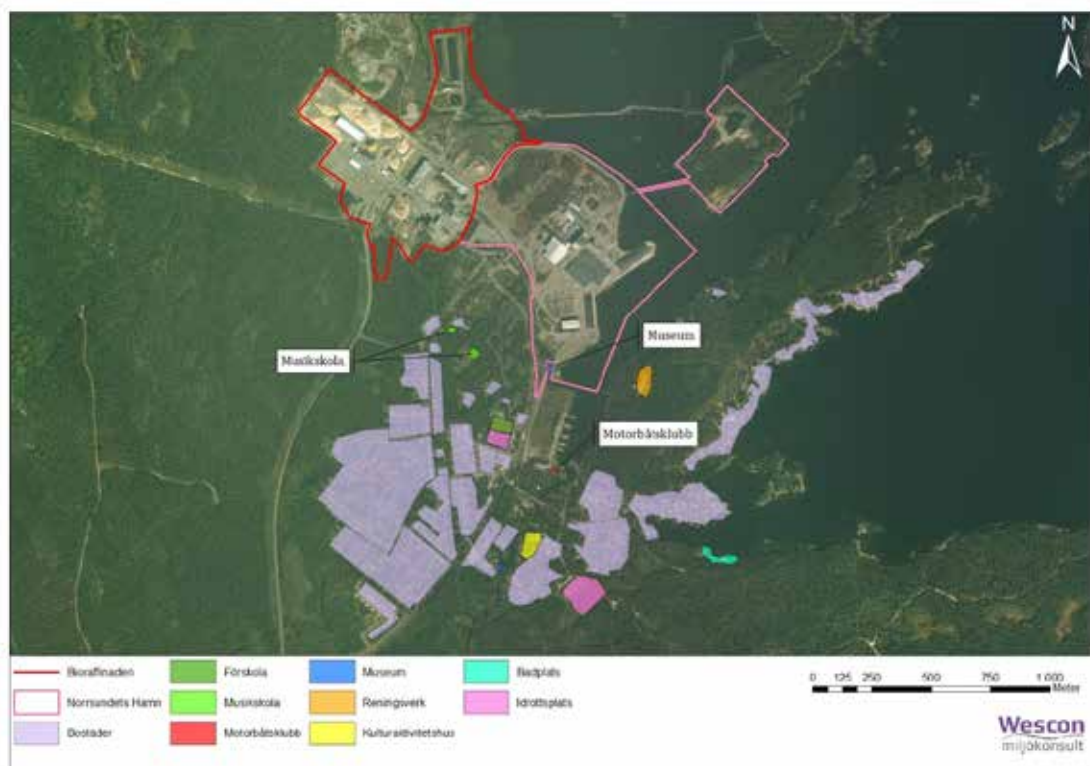 N
Museum
Musikskola
Motorbåtsklubb
Bioraffinaden
Förskola
Museum
Badplats
Norrsundets Hamn
Musikskola
Reningsverk
Idrottsplats
Bostäder
Motorbåtsklubb
Kulturaktivitetshus
0 125 250 500 750 1 000
Meter
Wescon
miljökonsult